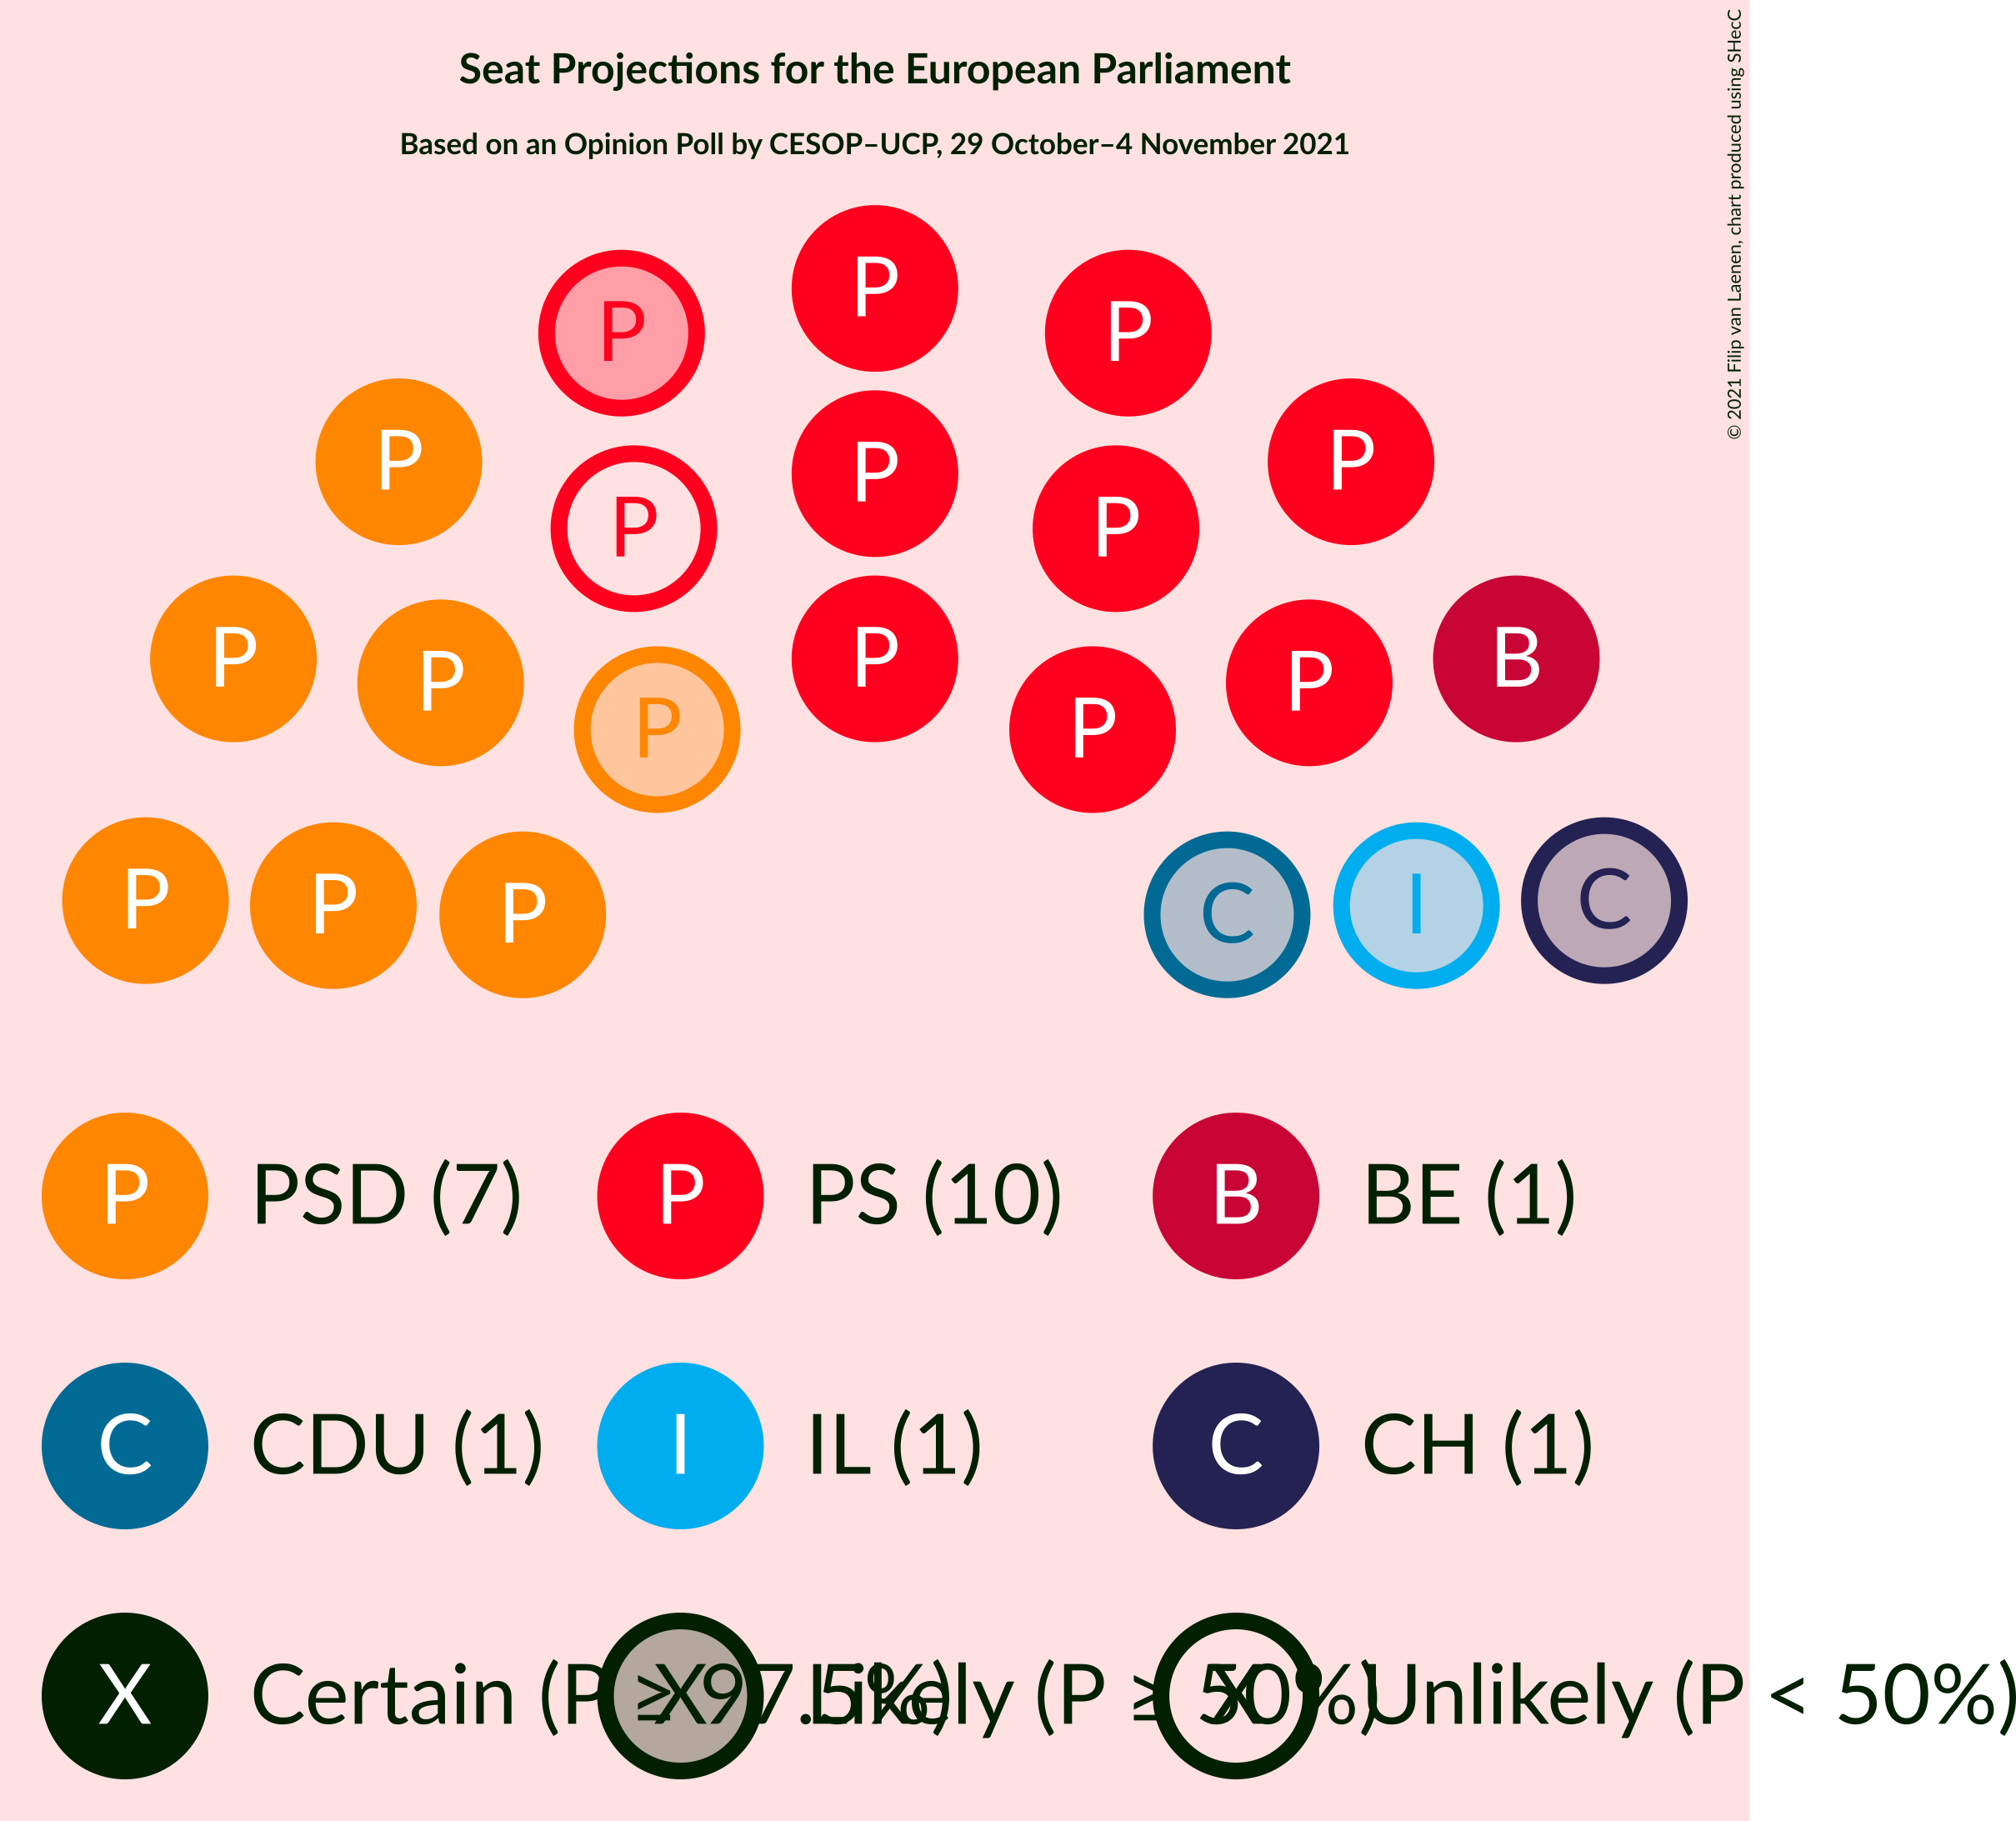 Seat Projections for the European Parliament
Based on an Opinion Poll by CESOP–UCP, 29 October–4 November 2021
© 2021 Filip van Laenen, chart produced using SHecC
P
P P
P P
P
P P
P P B
P P
P P
P P
P P P C I C
P PSD (7) P PS (10) B BE (1)
C CDU (1) I IL (1) C CH (1)
X Certain (P ≥ 97.5%) X Likely (P ≥ 50%) X Unlikely (P < 50%)